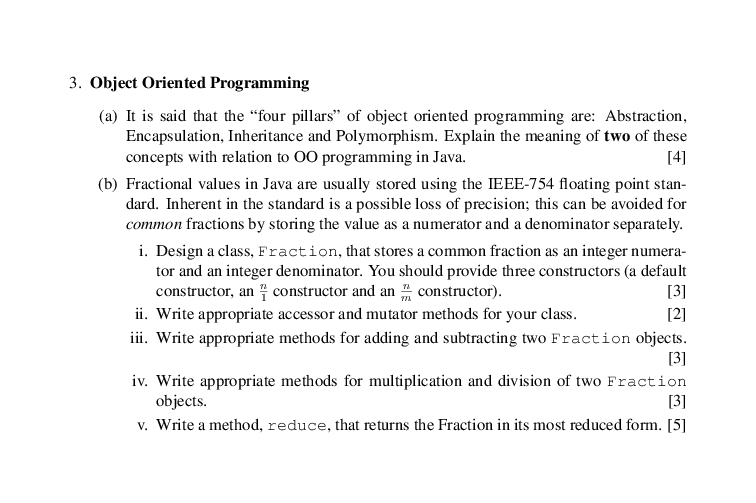 3. Object Oriented Programming
(a) It is said that the “four pillars” of object oriented programming are: Abstraction,
Encapsulation, Inheritance and Polymorphism. Explain the meaning of two of these
concepts with relation to OO programming in Java. [4]
(b) Fractional values in Java are usually stored using the IEEE-754 floating point stan-
dard. Inherent in the standard is a possible loss of precision; this can be avoided for
common fractions by storing the value as a numerator and a denominator separately.
i. Design a class, Fraction, that stores a common fraction as an integer numera-
tor and an integer denominator. You should provide three constructors (a default
constructor, an n/1 constructor and an n/m constructor). [3]
ii. Write appropriate accessor and mutator methods for your class. [2]
iii. Write appropriate methods for adding and subtracting two Fraction objects.
[3]
iv. Write appropriate methods for multiplication and division of two Fraction
objects. [3]
v. Write a method, reduce, that returns the Fraction in its most reduced form. [5]